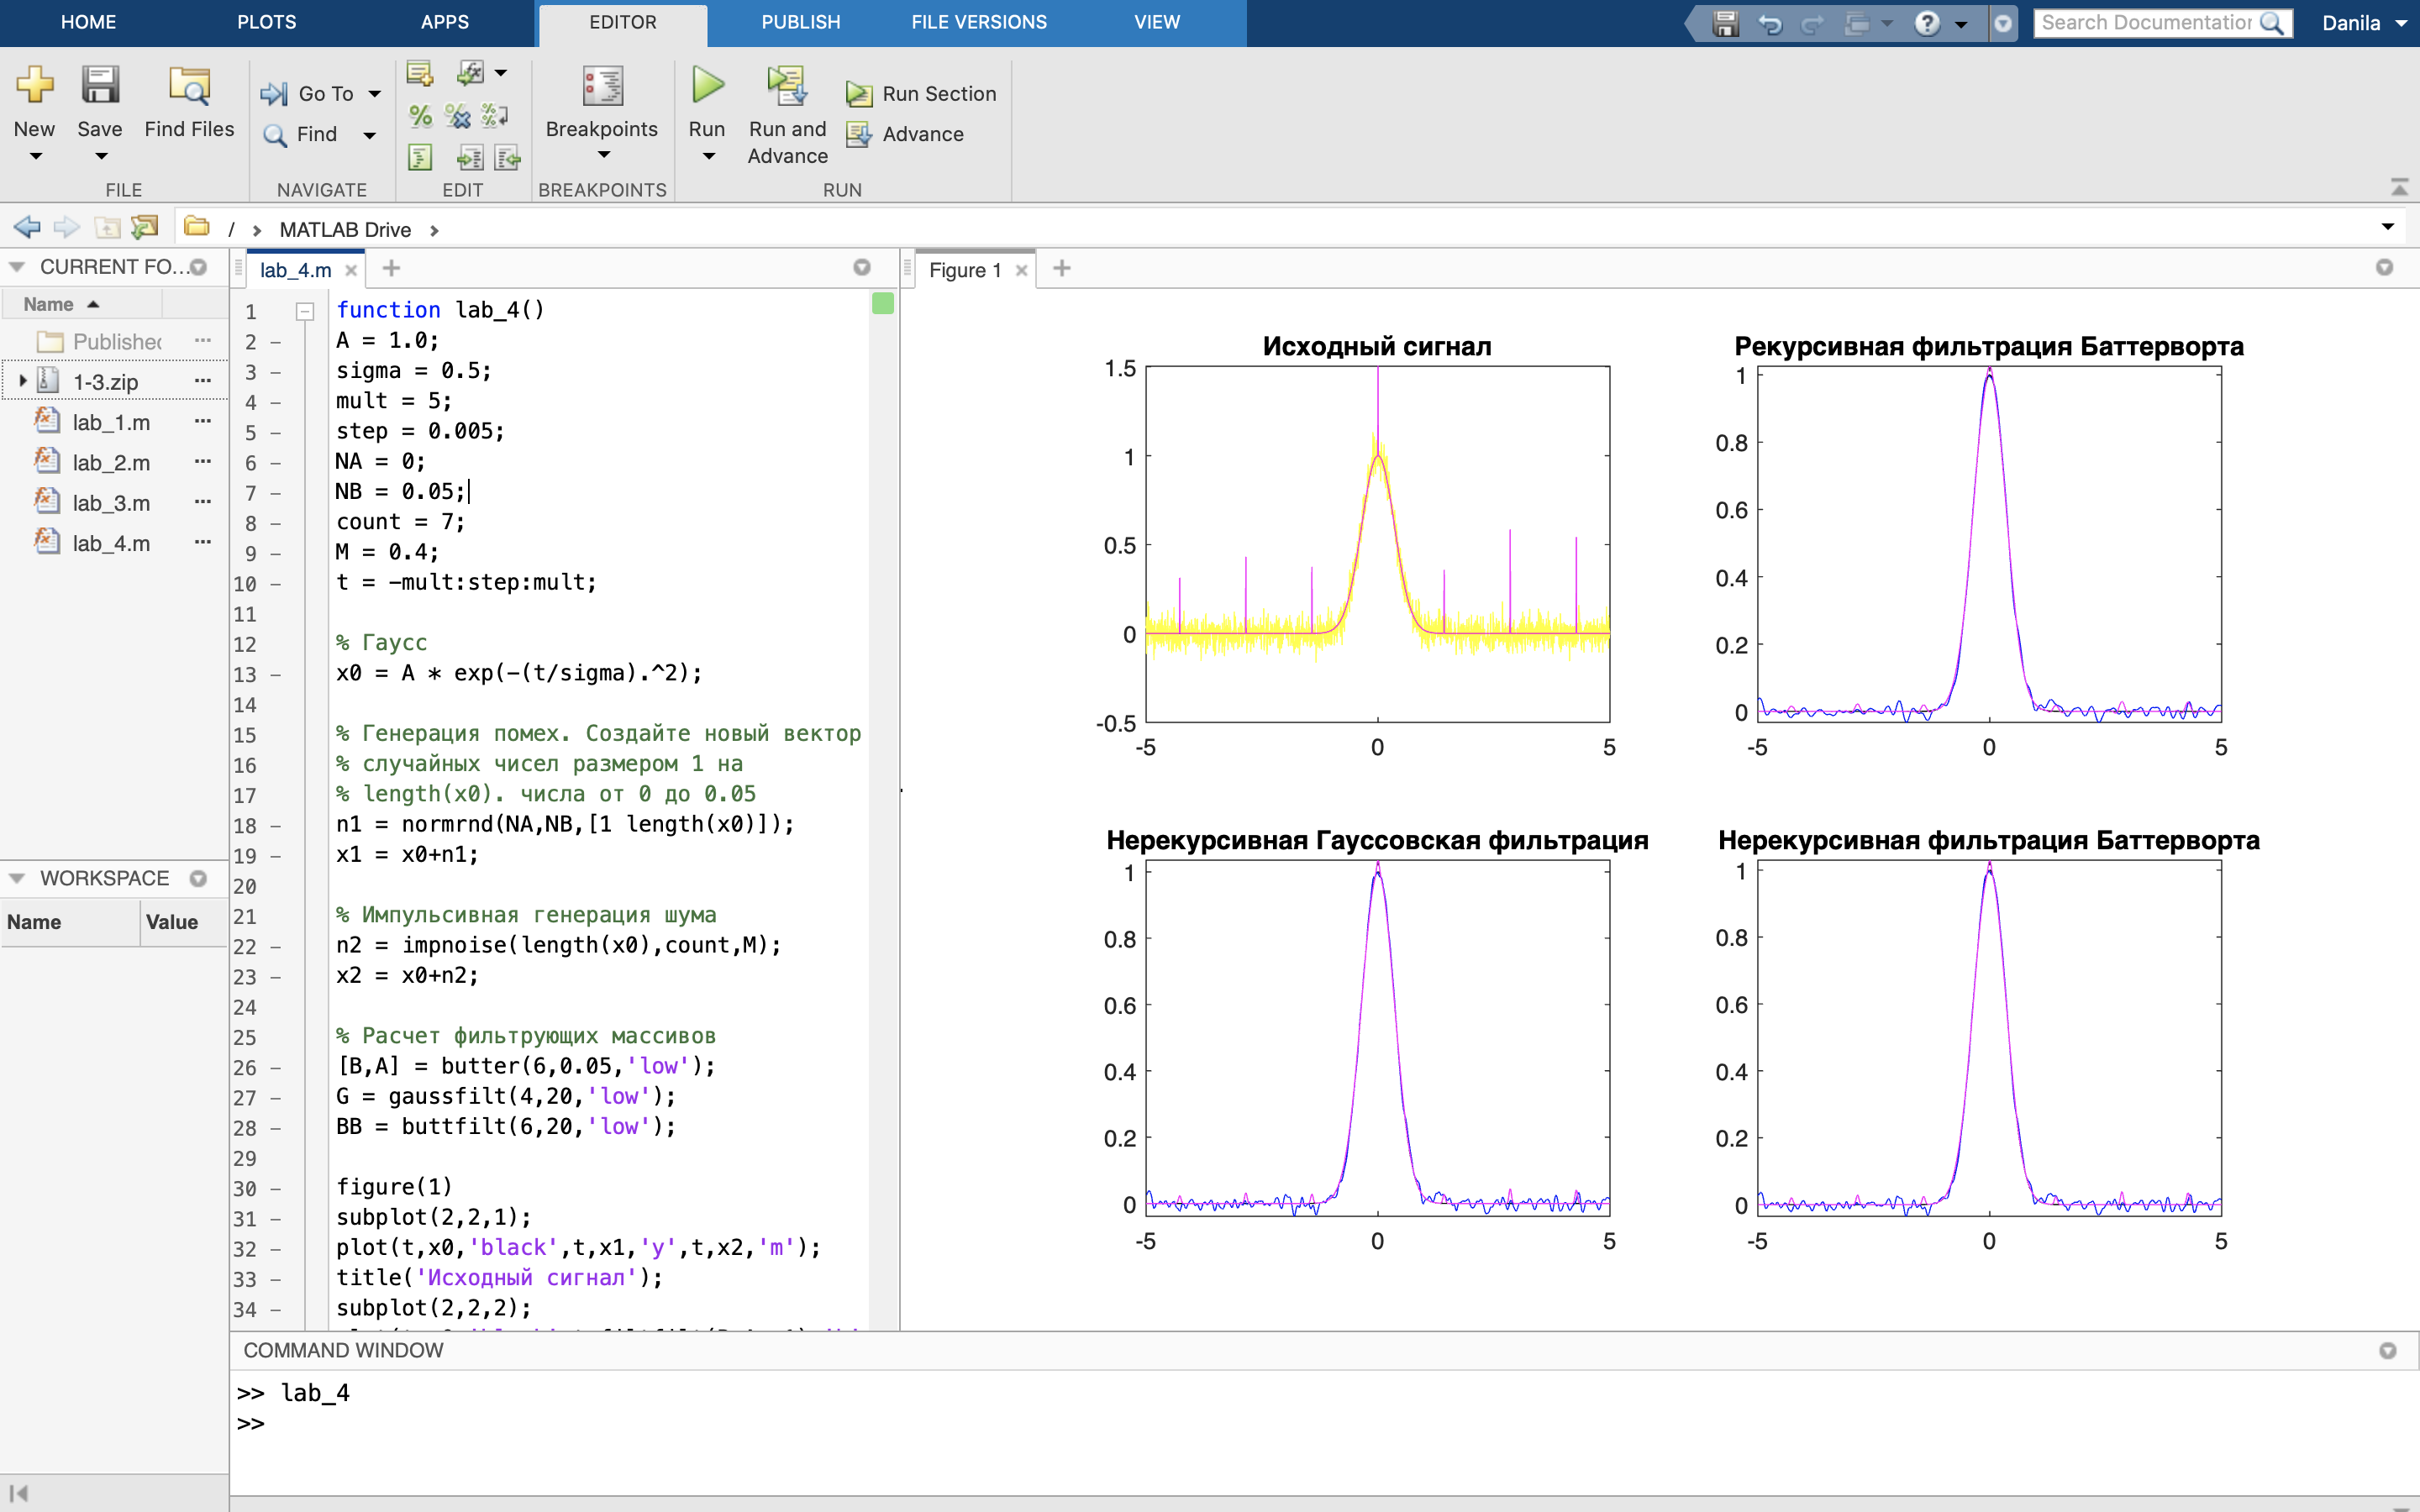 HOME PLOTS APPS EDITOR PUBLISH FILE VERSIONS VIEW
Search Documentation Danila
New Save Find Files
Go To
Find
Breakpoints
Run Run and Advance
Run Section
Advance
FILE NAVIGATE EDIT BREAKPOINTS RUN
/ MATLAB Drive
CURRENT FO...
Name
Published
1-3.zip
lab_1.m
lab_2.m
lab_3.m
lab_4.m
WORKSPACE
Name Value
lab_4.m
1 function lab_4()
2 A = 1.0;
3 sigma = 0.5;
4 mult = 5;
5 step = 0.005;
6 NA = 0;
7 NB = 0.05;
8 count = 7;
9 M = 0.4;
10 t = -mult:step:mult;
11
12 % Гаусс
13 x0 = A * exp(-(t/sigma).^2);
14
15 % Генерация помех. Создайте новый вектор
16 % случайных чисел размером 1 на
17 % length(x0). числа от 0 до 0.05
18 n1 = normrnd(NA,NB,[1 length(x0)]);
19 x1 = x0+n1;
20
21 % Импульсивная генерация шума
22 n2 = impnoise(length(x0),count,M);
23 x2 = x0+n2;
24
25 % Расчет фильтрующих массивов
26 [B,A] = butter(6,0.05,'low');
27 G = gaussfilt(4,20,'low');
28 BB = buttfilt(6,20,'low');
29
30 figure(1)
31 subplot(2,2,1);
32 plot(t,x0,'black',t,x1,'y',t,x2,'m');
33 title('Исходный сигнал');
34 subplot(2,2,2);
Figure 1
Исходный сигнал
1.5
1
0.5
0
-0.5
-5 0 5
Рекурсивная фильтрация Баттерворта
1
0.8
0.6
0.4
0.2
0
-5 0 5
Нерекурсивная Гауссовская фильтрация
1
0.8
0.6
0.4
0.2
0
-5 0 5
Нерекурсивная фильтрация Баттерворта
1
0.8
0.6
0.4
0.2
0
-5 0 5
COMMAND WINDOW
>> lab_4
>>